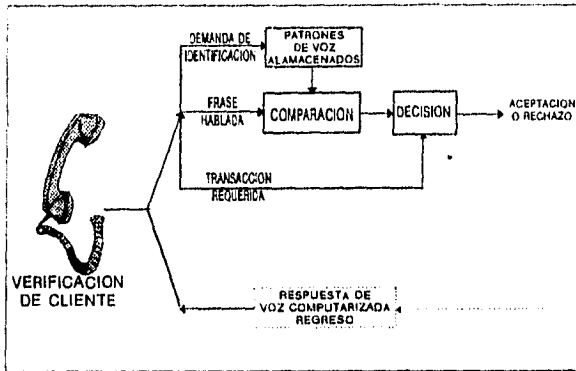 DEMANDA DE
IDENTIFICACION
PATRONES
DE VOZ
ALAMACENADOS
FRASE
HABLADA
COMPARACION
DECISION
ACEPTACION
O RECHAZO
TRANSACCION
REQUERICA
VERIFICACION
DE CLIENTE
RESPUESTA DE
VOZ COMPUTARIZADA
REGRESO